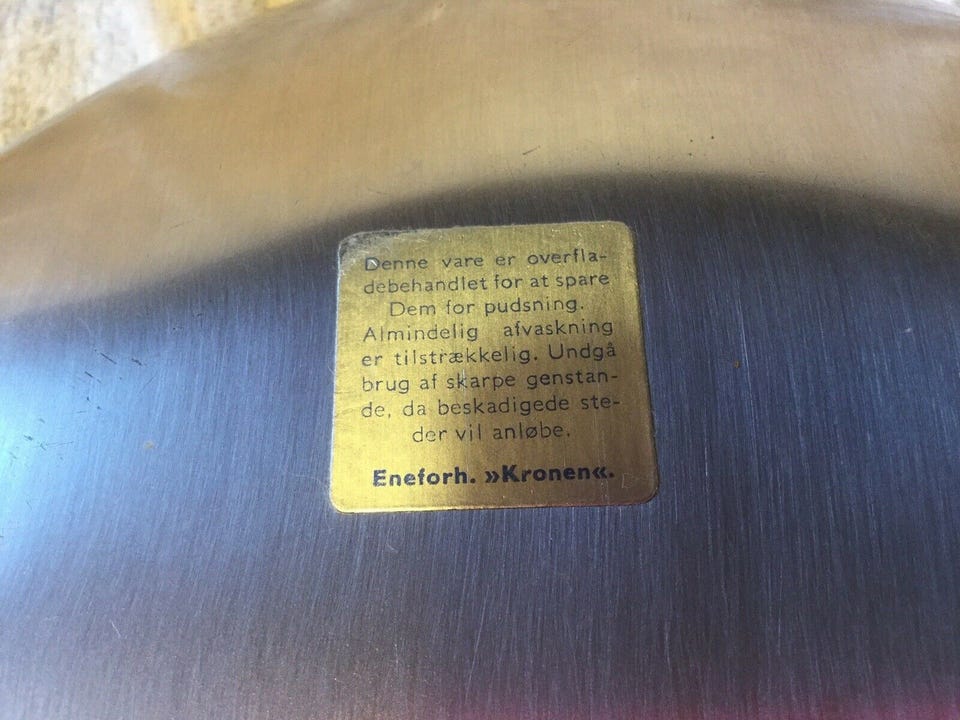 Denne vare er overfla-
debehandlet for at spare
Dem for pudsning.
Almindelig afvaskning
er tilstrækkelig. Undgå
brug af skarpe genstan-
de, da beskadigede ste-
der vil anløbe.
Eneforh. »Kronen«.